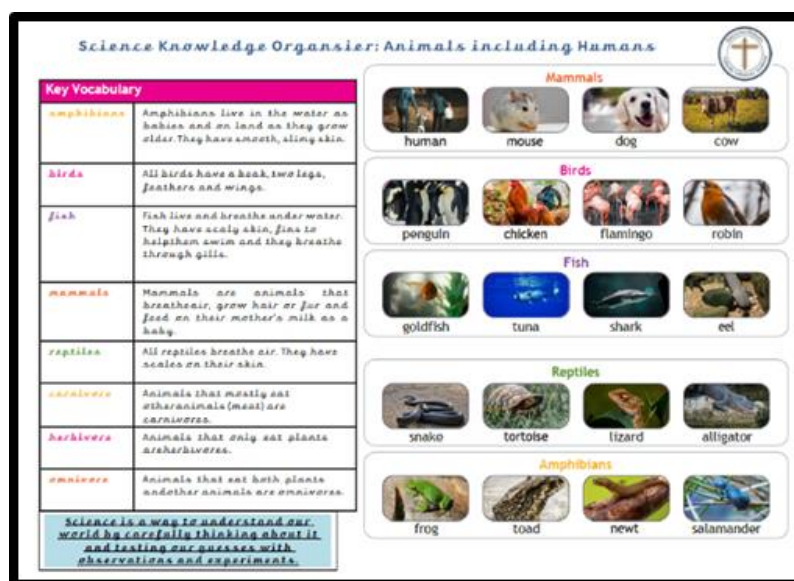 Science Knowledge Organsier: Animals including Humans
Key Vocabulary
amphibians
Amphibians live in the water as
babies and on land as they grow
older. They have smooth, slimy skin.
birds
All birds have a beak, two legs,
feathers and wings.
fish
Fish live and breathe under water.
They have scaly skin, fins to
helpthem swim and they breathe
through gills.
mammals
Mammals are animals that
breatheair, grow hair or fur and
feed on their mother's milk as a
baby.
reptiles
All reptiles breathe air. They have
scales on their skin.
carnivore
Animals that mostly eat
otheranimals (meat) are
carnivores.
herbivore
Animals that only eat plants
areherbivores.
omnivore
Animals that eat both plants
andother animals are omnivores.
Science is a way to understand our
world by carefully thinking about it
and testing our guesses with
observations and experiments.
Mammals
human mouse dog cow
Birds
penguin chicken flamingo robin
Fish
goldfish tuna shark eel
Reptiles
snake tortoise lizard alligator
Amphibians
frog toad newt salamander